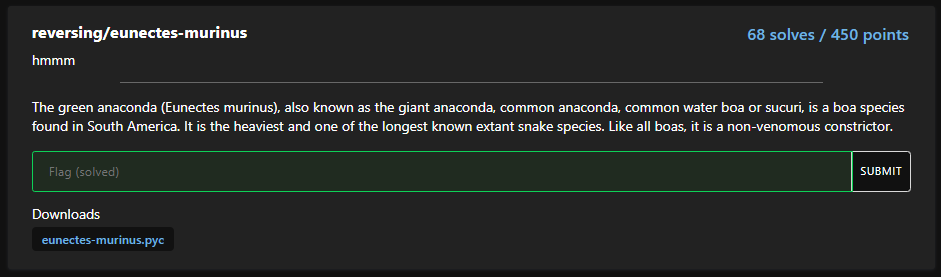 reversing/eunectes-murinus
68 solves / 450 points
hmmm
The green anaconda (Eunectes murinus), also known as the giant anaconda, common anaconda, common water boa or sucuri, is a boa species
found in South America. It is the heaviest and one of the longest known extant snake species. Like all boas, it is a non-venomous constrictor.
Flag (solved)
SUBMIT
Downloads
eunectes-murinus.pyc